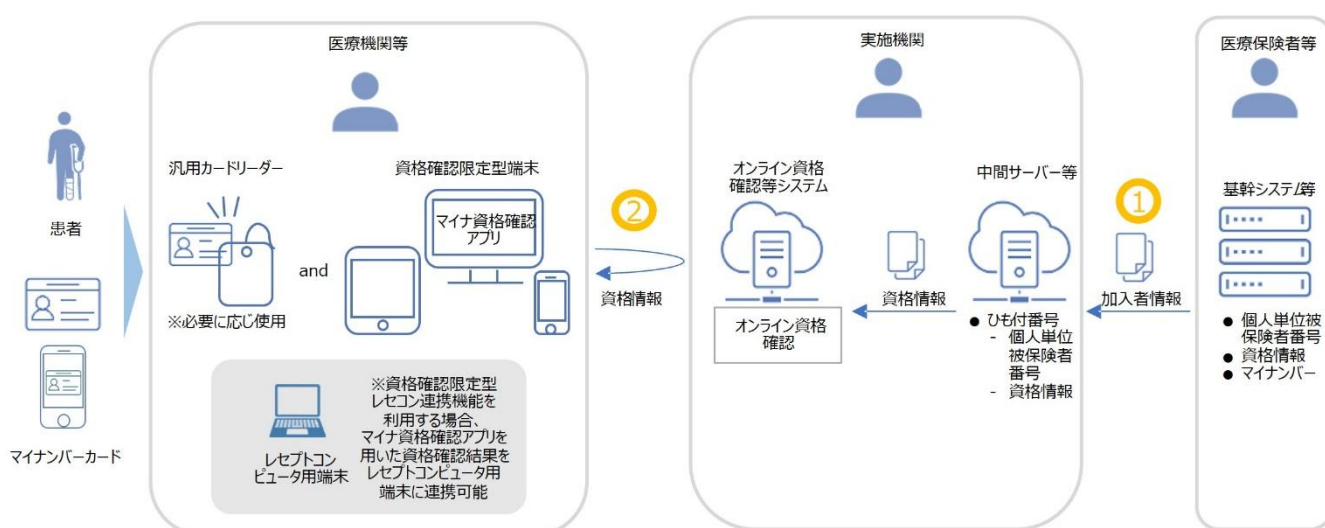 患者
マイナンバーカード
医療機関等
汎用カードリーダー
※必要に応じ使用
and
資格確認限定型端末
マイナ資格確認
アプリ
レセプトコン
ピュータ用端末
※資格確認限定型
レセコン連携機能を
利用する場合、
マイナ資格確認アプリを
用いた資格確認結果を
レセプトコンピュータ用
端末に連携可能
②
資格情報
実施機関
オンライン資格
確認等システム
オンライン資格
確認
資格情報
中間サーバー等
● ひも付番号
- 個人単位
被保険者
番号
- 資格情報
①
加入者情報
医療保険者等
基幹システム等
● 個人単位被
保険者番号
● 資格情報
● マイナンバー